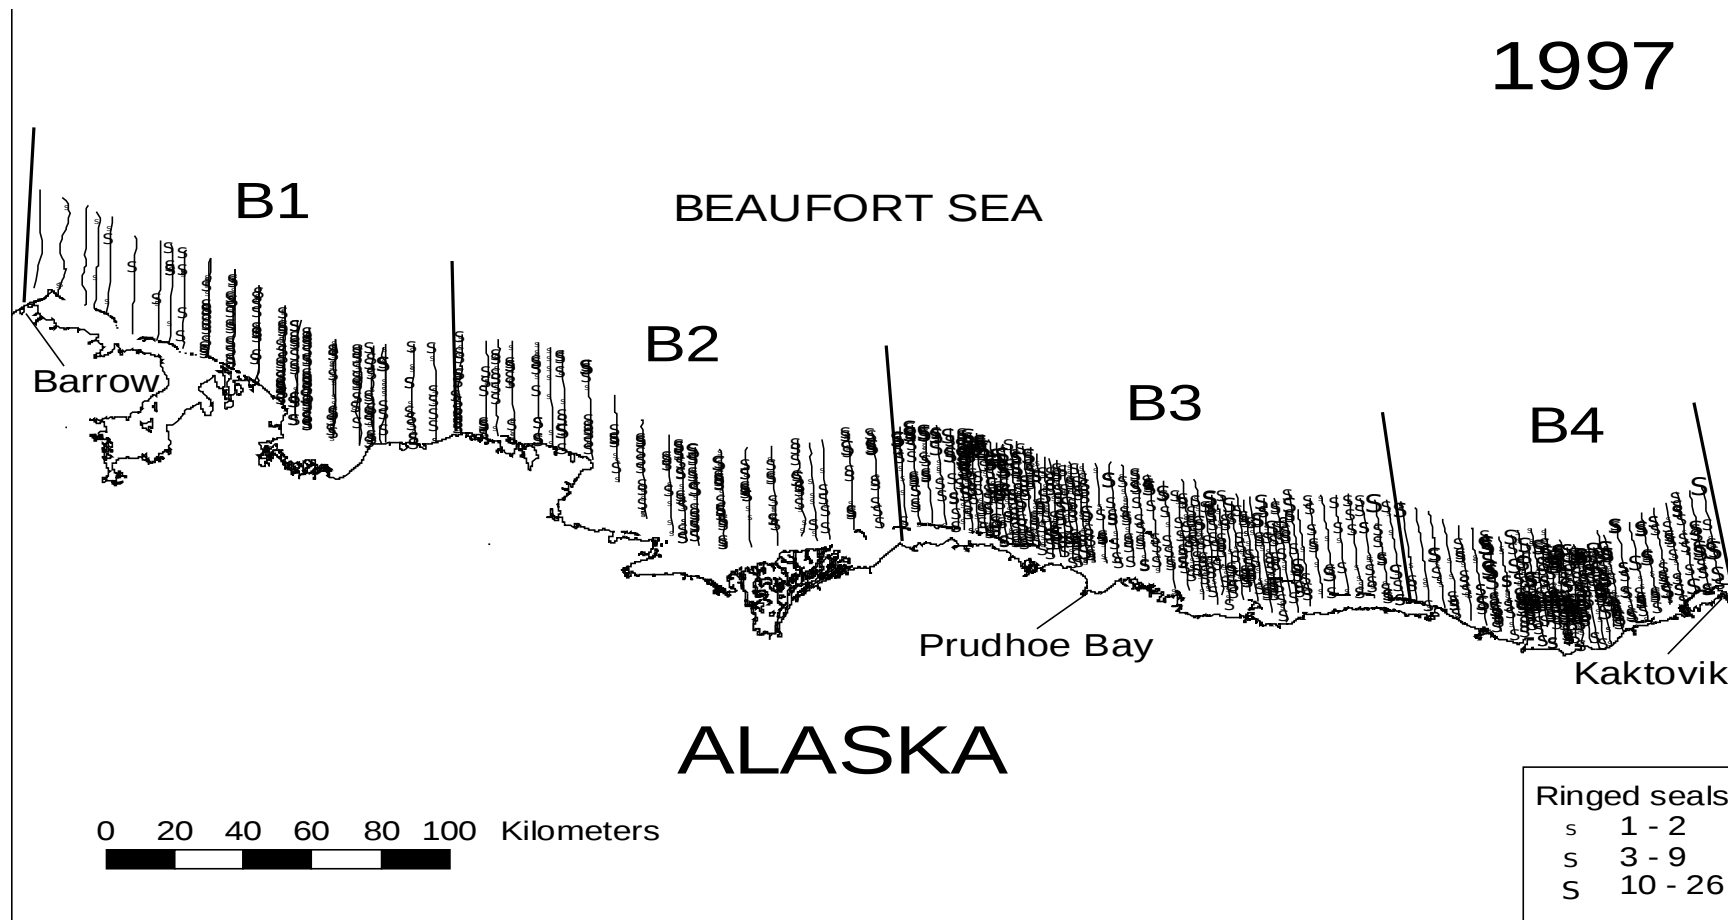 1997
B1
BEAUFORT SEA
B2
B3
B4
Barrow
Prudhoe Bay
Kaktovik
ALASKA
0 20 40 60 80 100 Kilometers
Ringed seals
s 1 - 2
s 3 - 9
S 10 - 26